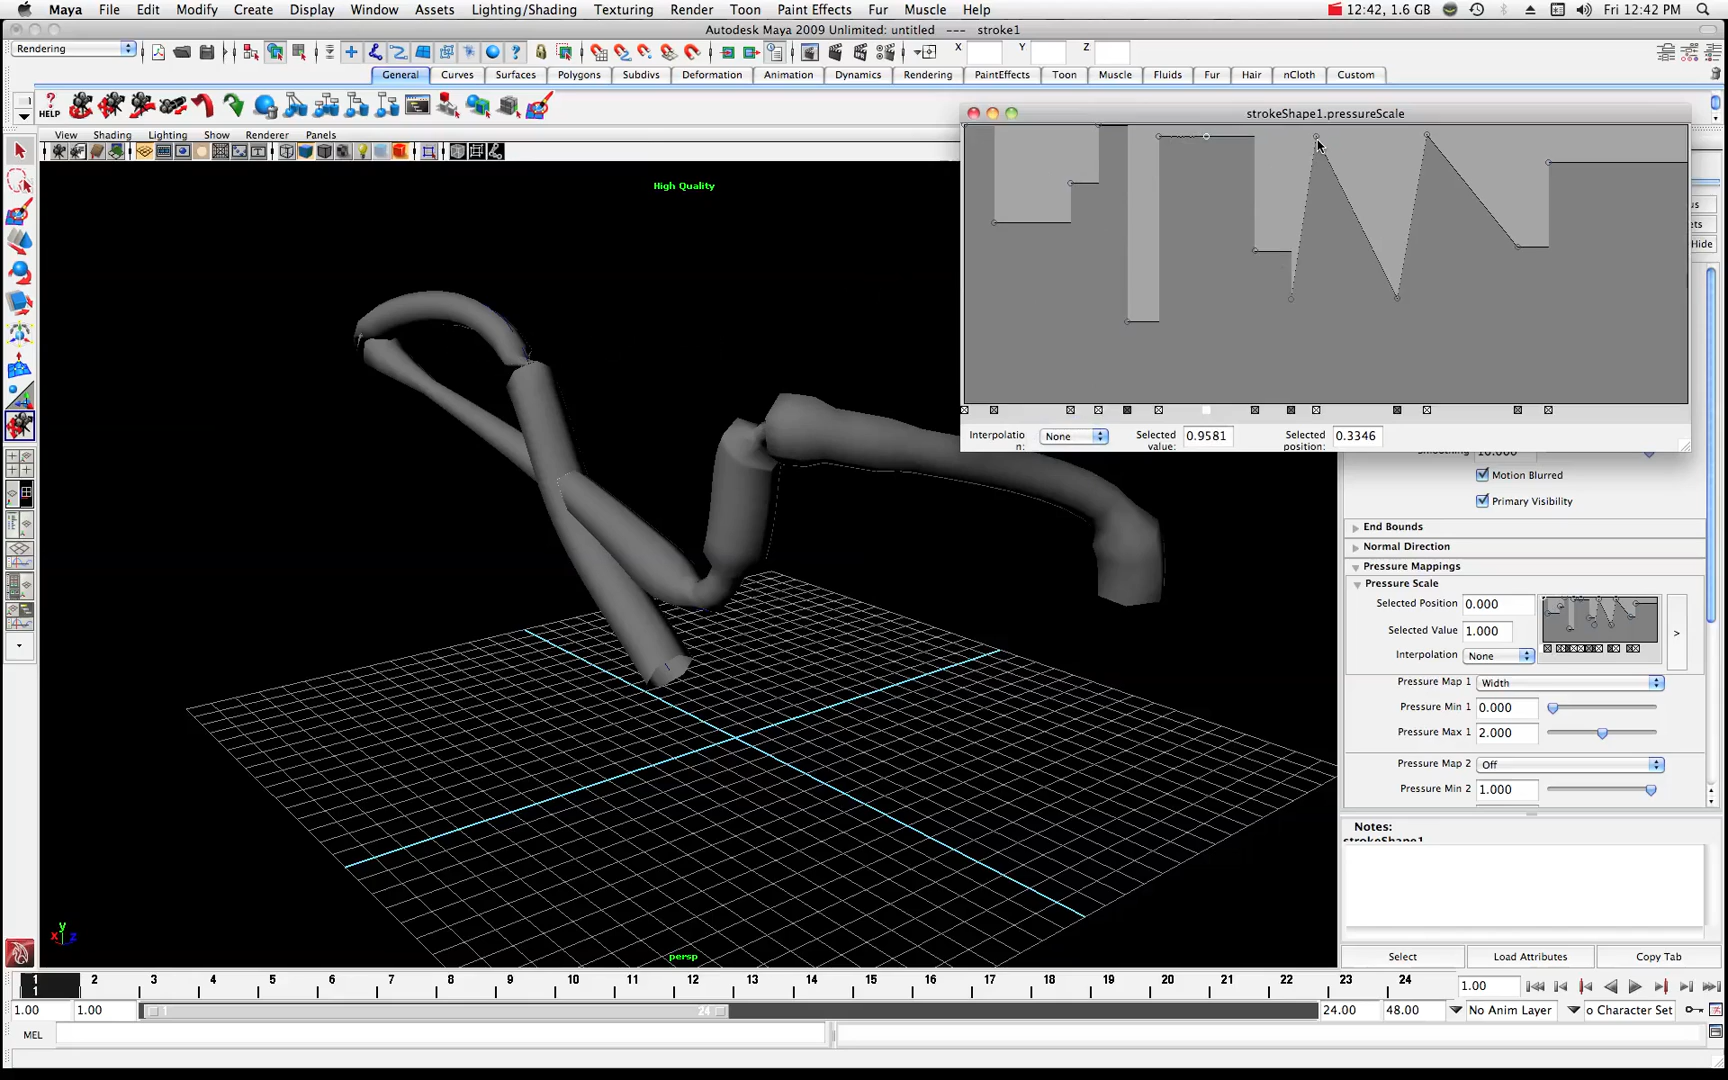 Maya File Edit Modify Create Display Window Assets Lighting/Shading Texturing Render Toon Paint Effects Fur Muscle Help 12:42, 1.6 GB Fri 12:42 PM
Autodesk Maya 2009 Unlimited: untitled --- stroke1
Rendering X Y Z
General Curves Surfaces Polygons Subdivs Deformation Animation Dynamics Rendering PaintEffects Toon Muscle Fluids Fur Hair nCloth Custom
HELP
strokeShape1.pressureScale
View Shading Lighting Show Renderer Panels
High Quality
us
ets
Hide
Interpolatio
n:
None
Selected
value:
0.9581
Selected
position:
0.3346
Motion Blurred
Primary Visibility
End Bounds
Normal Direction
Pressure Mappings
Pressure Scale
Selected Position 0.000
Selected Value 1.000
>
Interpolation None
Pressure Map 1 Width
Pressure Min 1 0.000
Pressure Max 1 2.000
Pressure Map 2 Off
Pressure Min 2 1.000
Notes:
strokeShape1
y
x z
persp
Select Load Attributes Copy Tab
1 2 3 4 5 6 7 8 9 10 11 12 13 14 15 16 17 18 19 20 21 22 23 24
1 1.00
1.00 1.00 1 24 24.00 48.00 No Anim Layer o Character Set
MEL